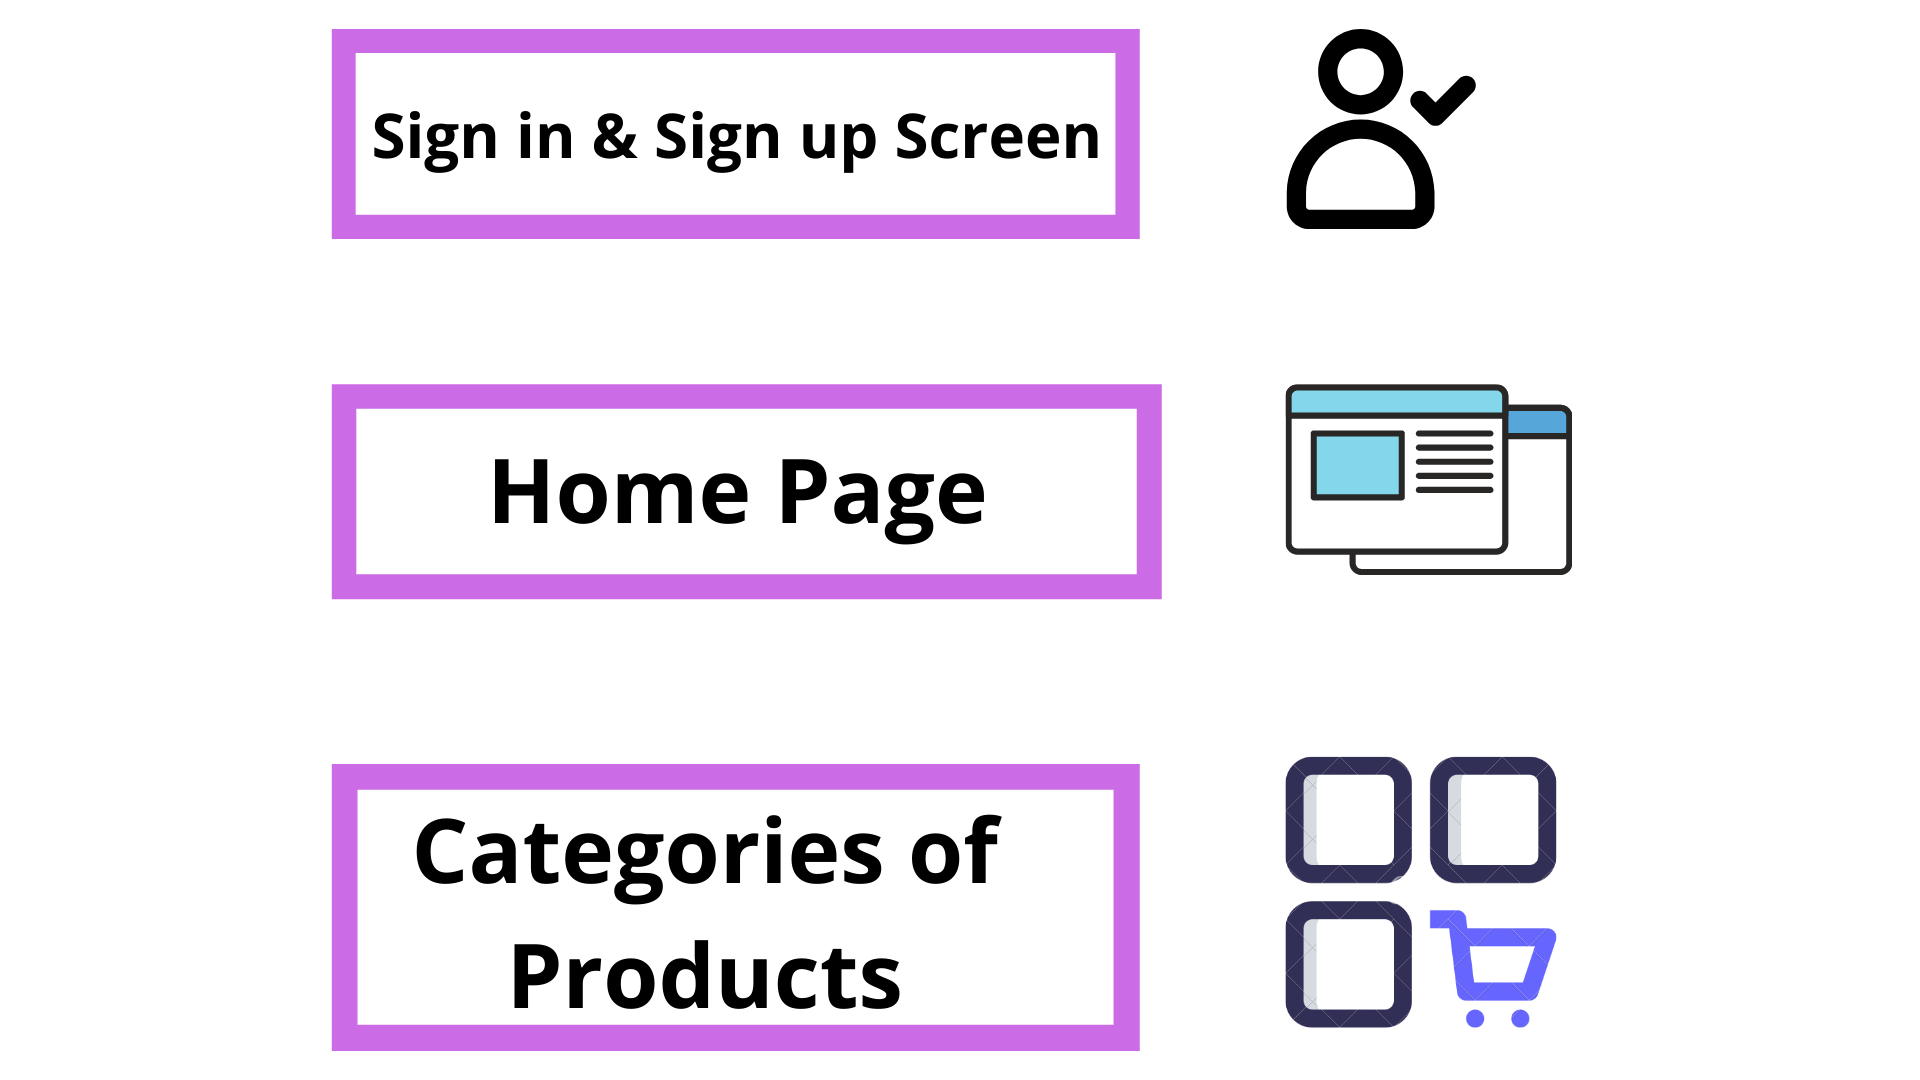 Sign in & Sign up Screen
Home Page
Categories of
Products